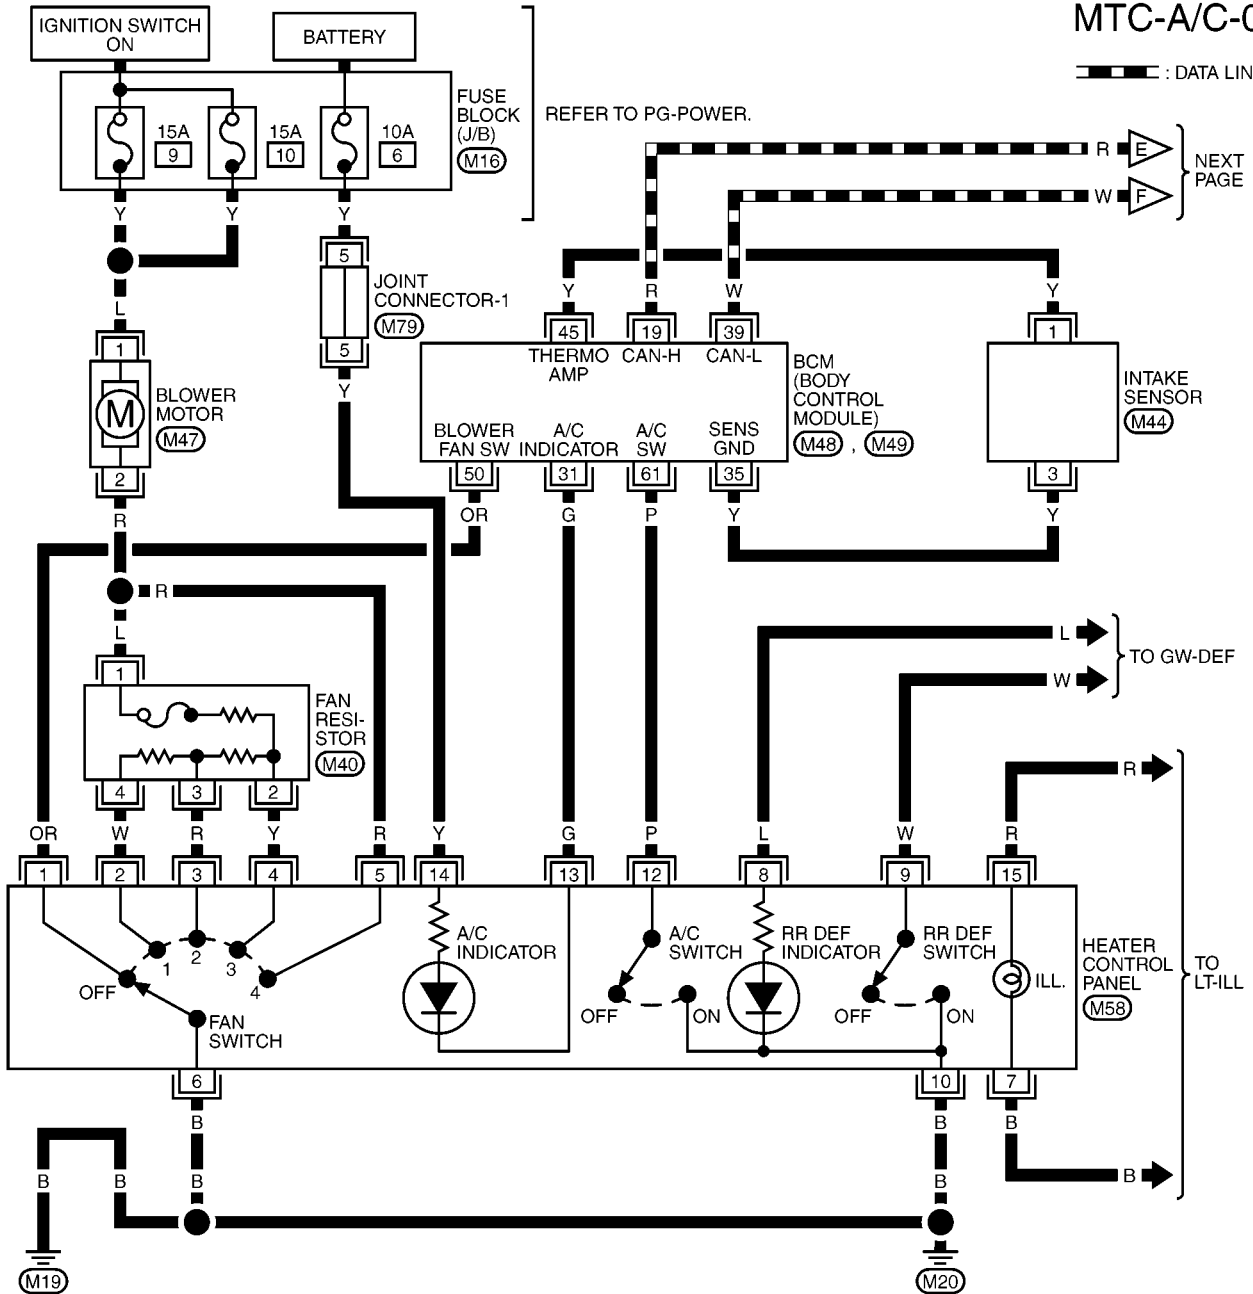 MTC-A/C-0
IGNITION SWITCH
ON
BATTERY
: DATA LIN
FUSE
BLOCK
(J/B)
M16
REFER TO PG-POWER.
15A
9
15A
10
10A
6
R
E
W
F
NEXT
PAGE
Y
Y
Y
5
JOINT
CONNECTOR-1
M79
5
Y
L
1
BLOWER
MOTOR
M47
M
2
R
Y
R
W
Y
45
19
39
1
THERMO
AMP
CAN-H
CAN-L
BCM
(BODY
CONTROL
MODULE)
M48 , M49
INTAKE
SENSOR
M44
BLOWER
FAN SW
A/C
INDICATOR
A/C
SW
SENS
GND
50
31
61
35
3
OR
G
P
Y
Y
R
L
1
FAN
RESI-
STOR
M40
4
3
2
L
W
TO GW-DEF
R
OR
W
R
Y
R
Y
G
P
L
W
R
1
2
3
4
5
14
13
12
8
9
15
OFF
1
2
3
4
FAN
SWITCH
A/C
INDICATOR
A/C
SWITCH
OFF
ON
RR DEF
INDICATOR
RR DEF
SWITCH
OFF
ON
ILL.
HEATER
CONTROL
PANEL
M58
TO
LT-ILL
6
10
7
B
B
B
B
B
B
B
B
M19
M20